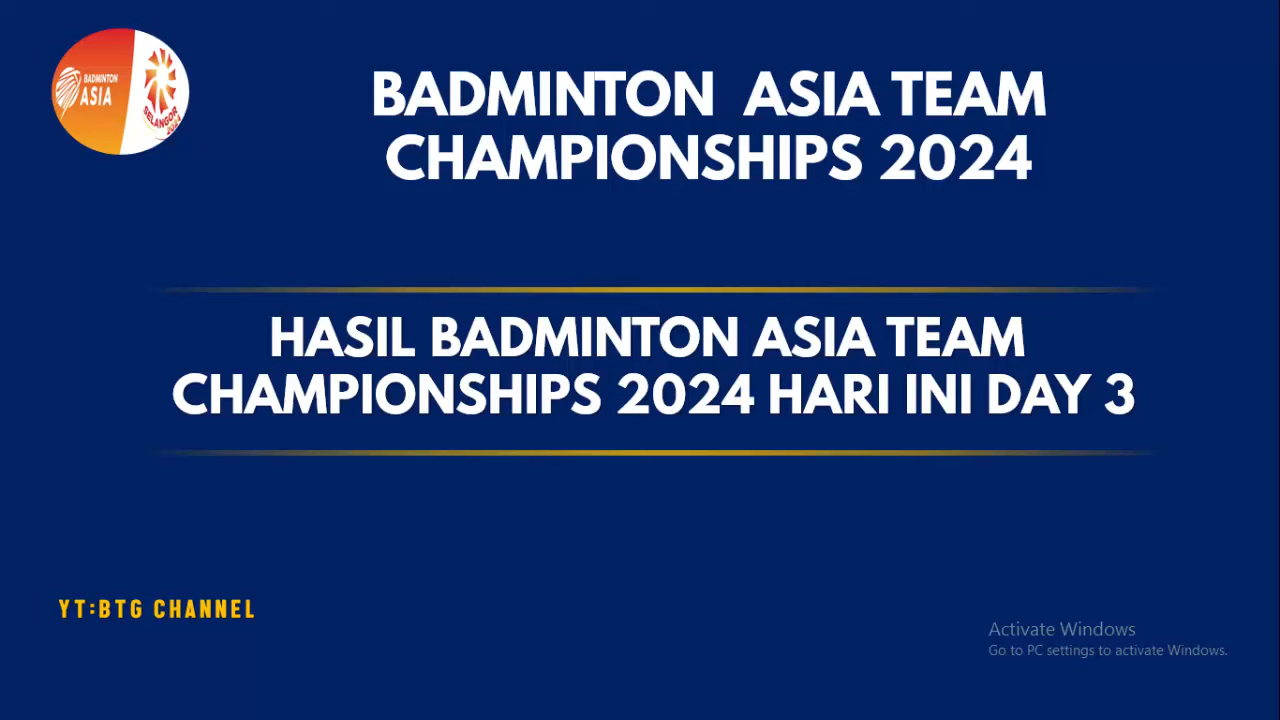 BADMINTON
ASIA
SELANGOR
2024
BADMINTON ASIA TEAM
CHAMPIONSHIPS 2024
HASIL BADMINTON ASIA TEAM
CHAMPIONSHIPS 2024 HARI INI DAY 3
YT:BTG CHANNEL
Activate Windows
Go to PC settings to activate Windows.